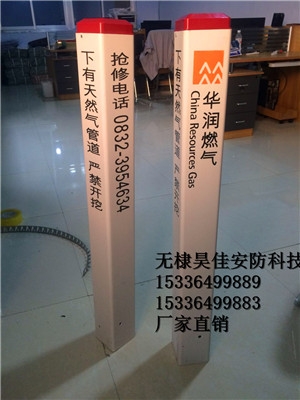 下有天然气管道 严禁开挖
抢修电话 0832-3954634
下有天然气管道 严禁开挖
华润燃气
China Resources Gas
无棣昊佳安防科技
15336499889
15336499883
厂家直销